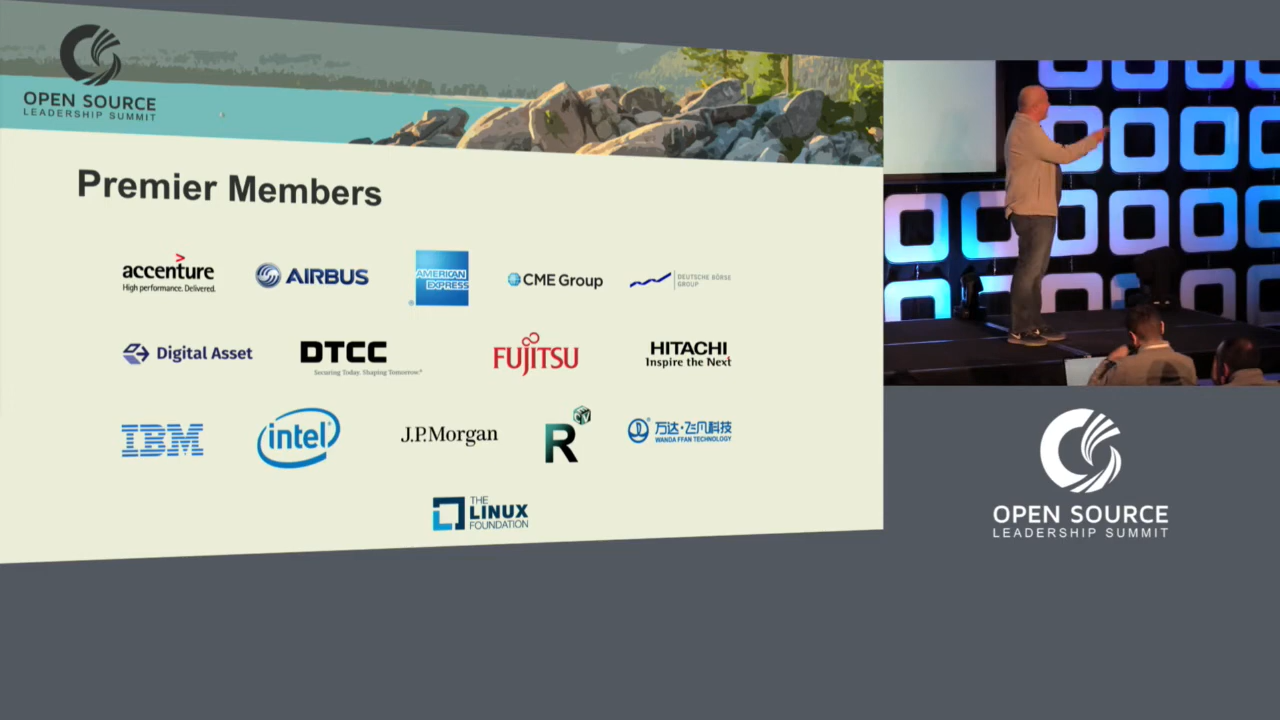 OPEN SOURCE
LEADERSHIP SUMMIT
Premier Members
accenture
High performance. Delivered.
AIRBUS
AMERICAN
EXPRESS
®
CME Group
DEUTSCHE BÖRSE
GROUP
Digital Asset
DTCC
Securing Today. Shaping Tomorrow.®
FUJITSU
HITACHI
Inspire the Next
IBM
intel
J.P.Morgan
R
万达·飞凡科技
WANDA FFAN TECHNOLOGY
THE
LINUX
FOUNDATION
OPEN SOURCE
LEADERSHIP SUMMIT